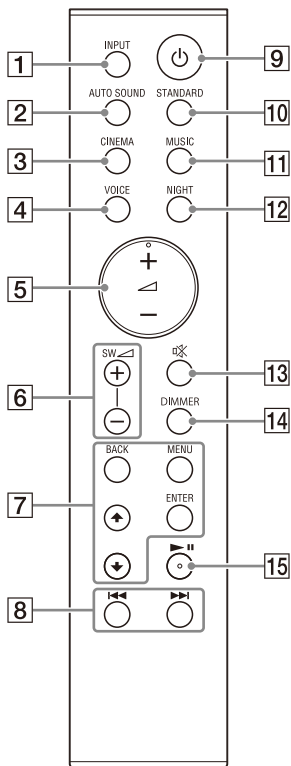 INPUT
1
9
AUTO SOUND STANDARD
2
10
CINEMA MUSIC
3
11
VOICE NIGHT
4
12
+
5
−
SW
+
13
6
DIMMER
−
14
BACK MENU
7
ENTER
15
8